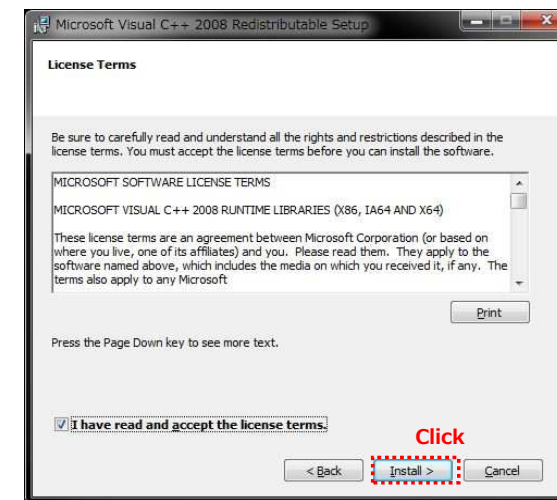 Microsoft Visual C++ 2008 Redistributable Setup
License Terms
Be sure to carefully read and understand all the rights and restrictions described in the
license terms. You must accept the license terms before you can install the software.
MICROSOFT SOFTWARE LICENSE TERMS
MICROSOFT VISUAL C++ 2008 RUNTIME LIBRARIES (X86, IA64 AND X64)
These license terms are an agreement between Microsoft Corporation (or based on
where you live, one of its affiliates) and you. Please read them. They apply to the
software named above, which includes the media on which you received it, if any. The
terms also apply to any Microsoft
Print
Press the Page Down key to see more text.
I have read and accept the license terms.
Click
< Back
Install >
Cancel